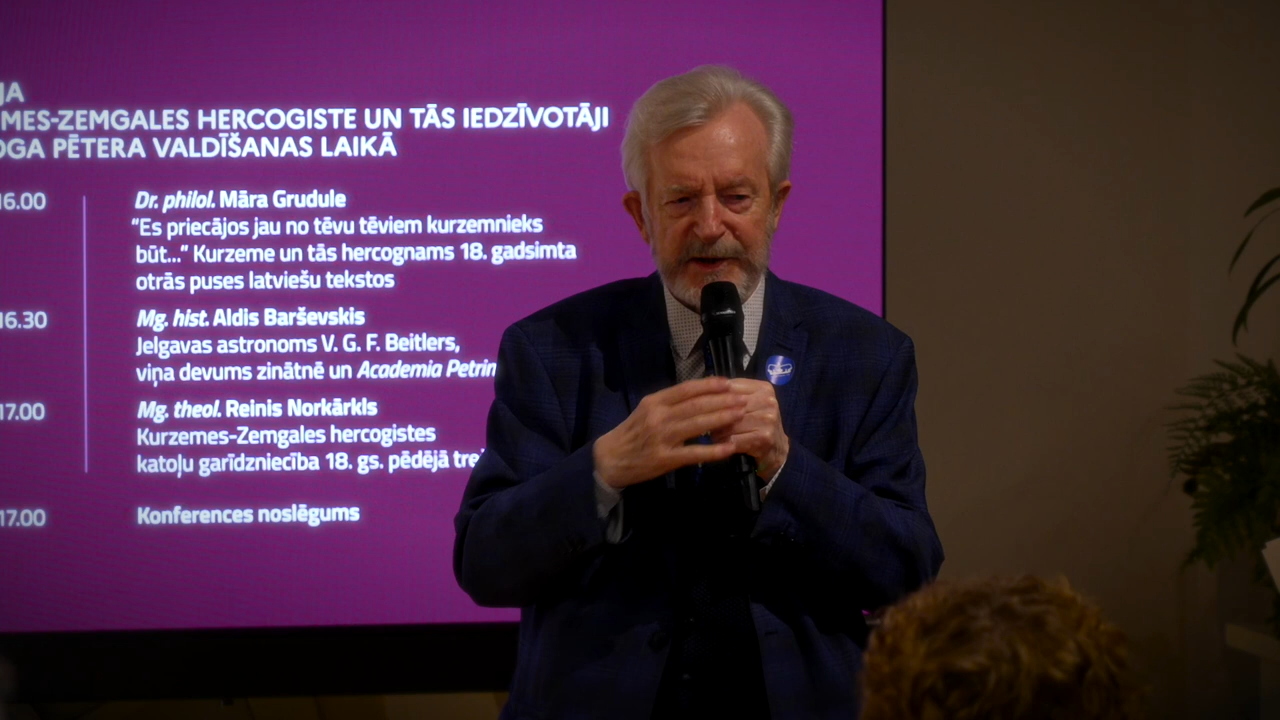 JA
MES-ZEMGALES HERCOGISTE UN TĀS IEDZĪVOTĀJI
OGA PĒTERA VALDĪŠANAS LAIKĀ
16.00
Dr. philol. Māra Grudule
“Es priecājos jau no tēvu tēviem kurzemnieks
būt...” Kurzeme un tās hercognams 18. gadsimta
otrās puses latviešu tekstos
16.30
Mg. hist. Aldis Barševskis
Jelgavas astronoms V. G. F. Beitlers,
viņa devums zinātnē un Academia Petrin
17.00
Mg. theol. Reinis Norkārkls
Kurzemes-Zemgales hercogistes
katoļu garīdzniecība 18. gs. pēdējā tre
17.00
Konferences noslēgums